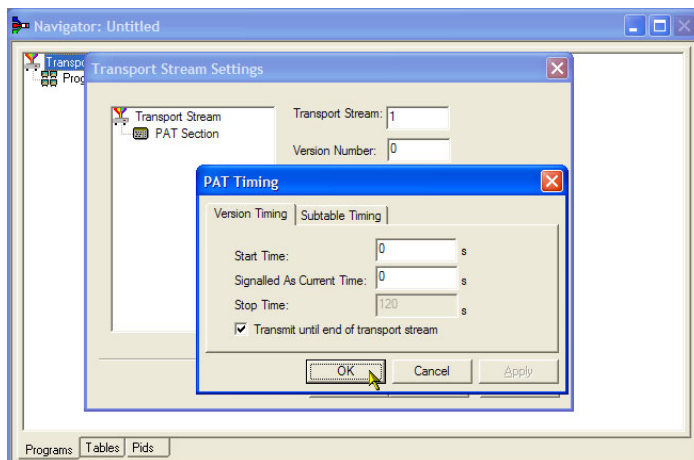 Navigator: Untitled
Transpo
Prog
Transport Stream Settings
Transport Stream
PAT Section
Transport Stream: 1
Version Number: 0
PAT Timing
Version Timing
Subtable Timing
Start Time: 0 s
Signalled As Current Time: 0 s
Stop Time: 120 s
Transmit until end of transport stream
OK
Cancel
Apply
Programs
Tables
Pids